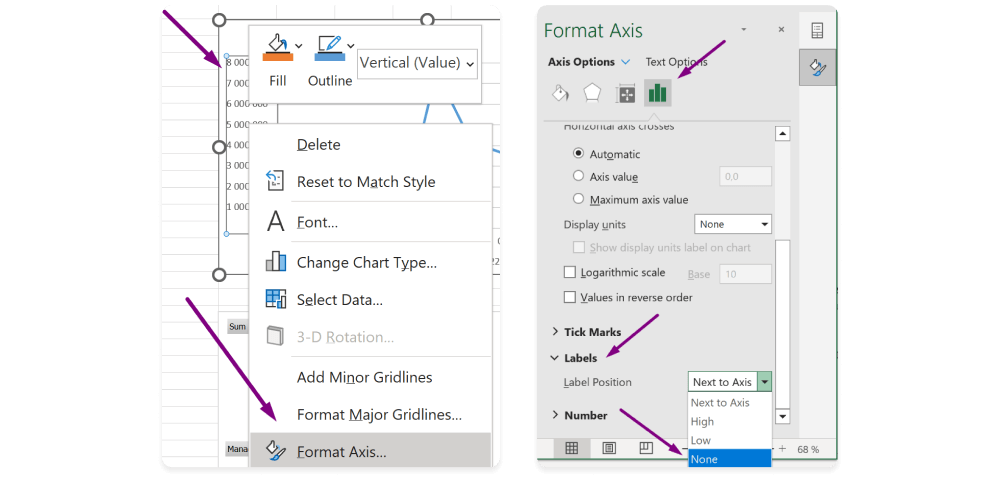 Fill
Outline
Vertical (Value)
8 000
7 000
6 000 000
5 000
4 000
3 000
2 000
1 000
Delete
Reset to Match Style
Font...
Change Chart Type...
Select Data...
3-D Rotation...
Add Minor Gridlines
Format Major Gridlines...
Format Axis...
22
Sum
Mana
Format Axis
Axis Options
Text Options
Horizontal axis crosses
Automatic
Axis value
0,0
Maximum axis value
Display units
None
Show display units label on chart
Logarithmic scale
Base
10
Values in reverse order
Tick Marks
Labels
Label Position
Next to Axis
Next to Axis
High
Low
None
Number
68 %